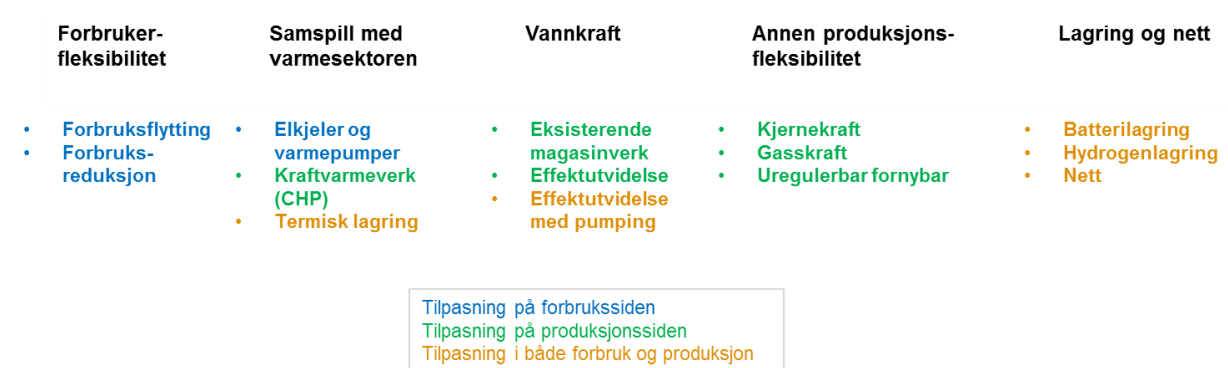 Forbruker-
fleksibilitet
• Forbruksflytting
• Forbruks-
reduksjon
Samspill med
varmesektoren
• Elkjeler og
varmepumper
• Kraftvarmeverk
(CHP)
• Termisk lagring
Vannkraft
• Eksisterende
magasinverk
• Effektutvidelse
• Effektutvidelse
med pumping
Annen produksjons-
fleksibilitet
• Kjernekraft
• Gasskraft
• Uregulerbar fornybar
Lagring og nett
• Batterilagring
• Hydrogenlagring
• Nett
Tilpasning på forbrukssiden
Tilpasning på produksjonssiden
Tilpasning i både forbruk og produksjon